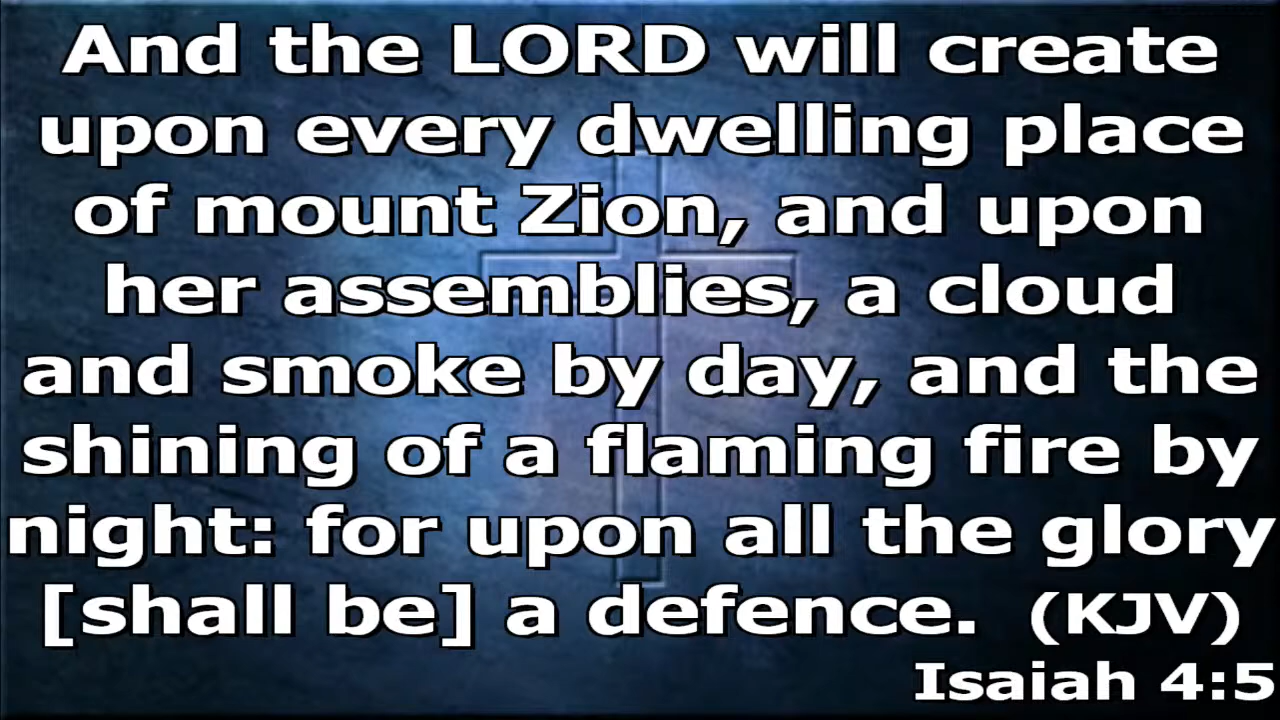 And the LORD will create
upon every dwelling place
of mount Zion, and upon
her assemblies, a cloud
and smoke by day, and the
shining of a flaming fire by
night: for upon all the glory
[shall be] a defence. (KJV)
Isaiah 4:5